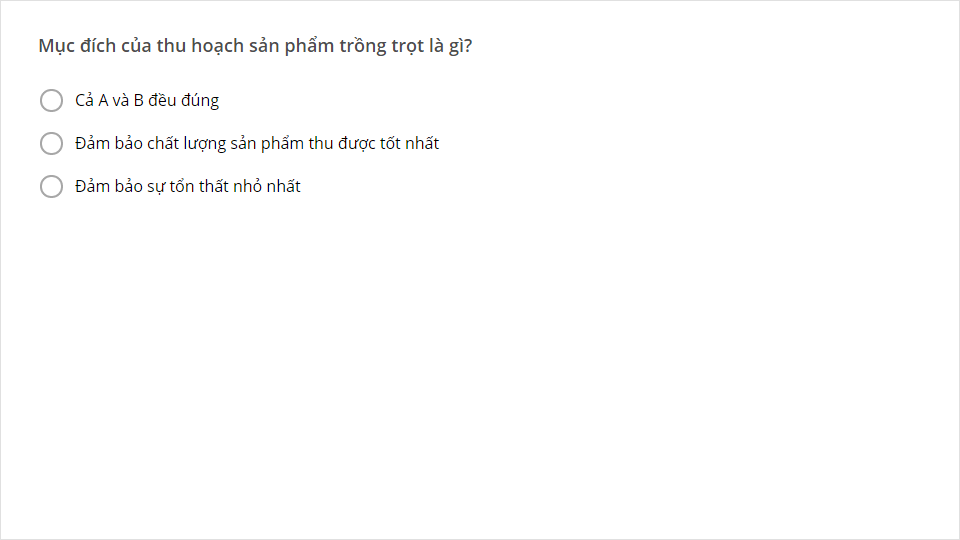 Mục đích của thu hoạch sản phẩm trồng trọt là gì?
Cả A và B đều đúng
Đảm bảo chất lượng sản phẩm thu được tốt nhất
Đảm bảo sự tổn thất nhỏ nhất